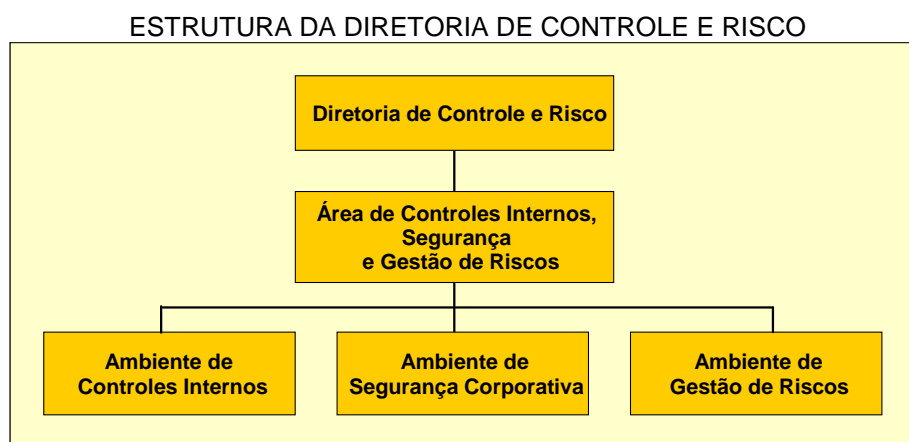 ESTRUTURA DA DIRETORIA DE CONTROLE E RISCO
Diretoria de Controle e Risco
Área de Controles Internos,
Segurança
e Gestão de Riscos
Ambiente de
Controles Internos
Ambiente de
Segurança Corporativa
Ambiente de
Gestão de Riscos